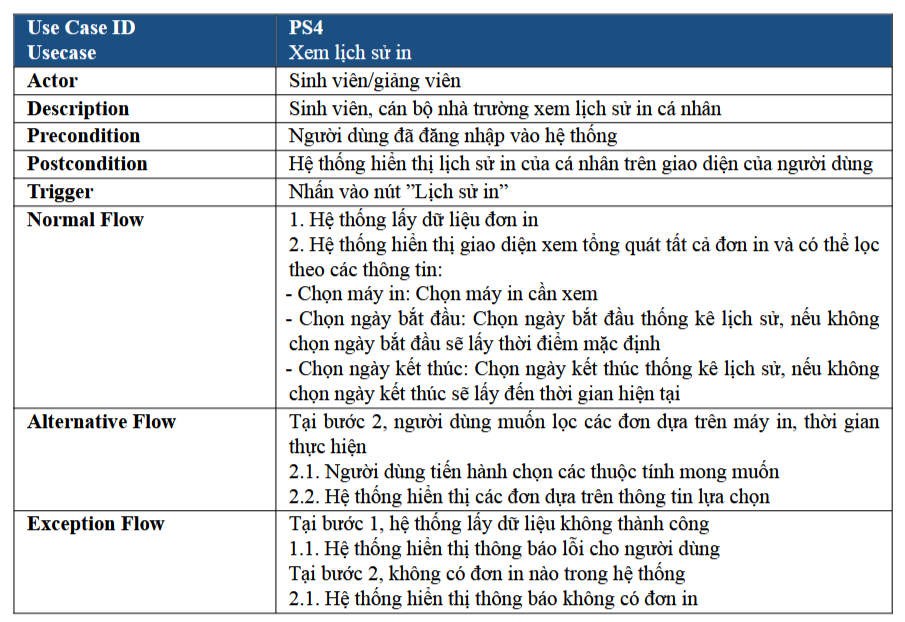 Use Case ID PS4
Usecase Xem lịch sử in
Actor Sinh viên/giảng viên
Description Sinh viên, cán bộ nhà trường xem lịch sử in cá nhân
Precondition Người dùng đã đăng nhập vào hệ thống
Postcondition Hệ thống hiển thị lịch sử in của cá nhân trên giao diện của người dùng
Trigger Nhấn vào nút ”Lịch sử in”
Normal Flow 1. Hệ thống lấy dữ liệu đơn in
2. Hệ thống hiển thị giao diện xem tổng quát tất cả đơn in và có thể lọc
theo các thông tin:
- Chọn máy in: Chọn máy in cần xem
- Chọn ngày bắt đầu: Chọn ngày bắt đầu thống kê lịch sử, nếu không
chọn ngày bắt đầu sẽ lấy thời điểm mặc định
- Chọn ngày kết thúc: Chọn ngày kết thúc thống kê lịch sử, nếu không
chọn ngày kết thúc sẽ lấy đến thời gian hiện tại
Alternative Flow Tại bước 2, người dùng muốn lọc các đơn dựa trên máy in, thời gian
thực hiện
2.1. Người dùng tiến hành chọn các thuộc tính mong muốn
2.2. Hệ thống hiển thị các đơn dựa trên thông tin lựa chọn
Exception Flow Tại bước 1, hệ thống lấy dữ liệu không thành công
1.1. Hệ thống hiển thị thông báo lỗi cho người dùng
Tại bước 2, không có đơn in nào trong hệ thống
2.1. Hệ thống hiển thị thông báo không có đơn in